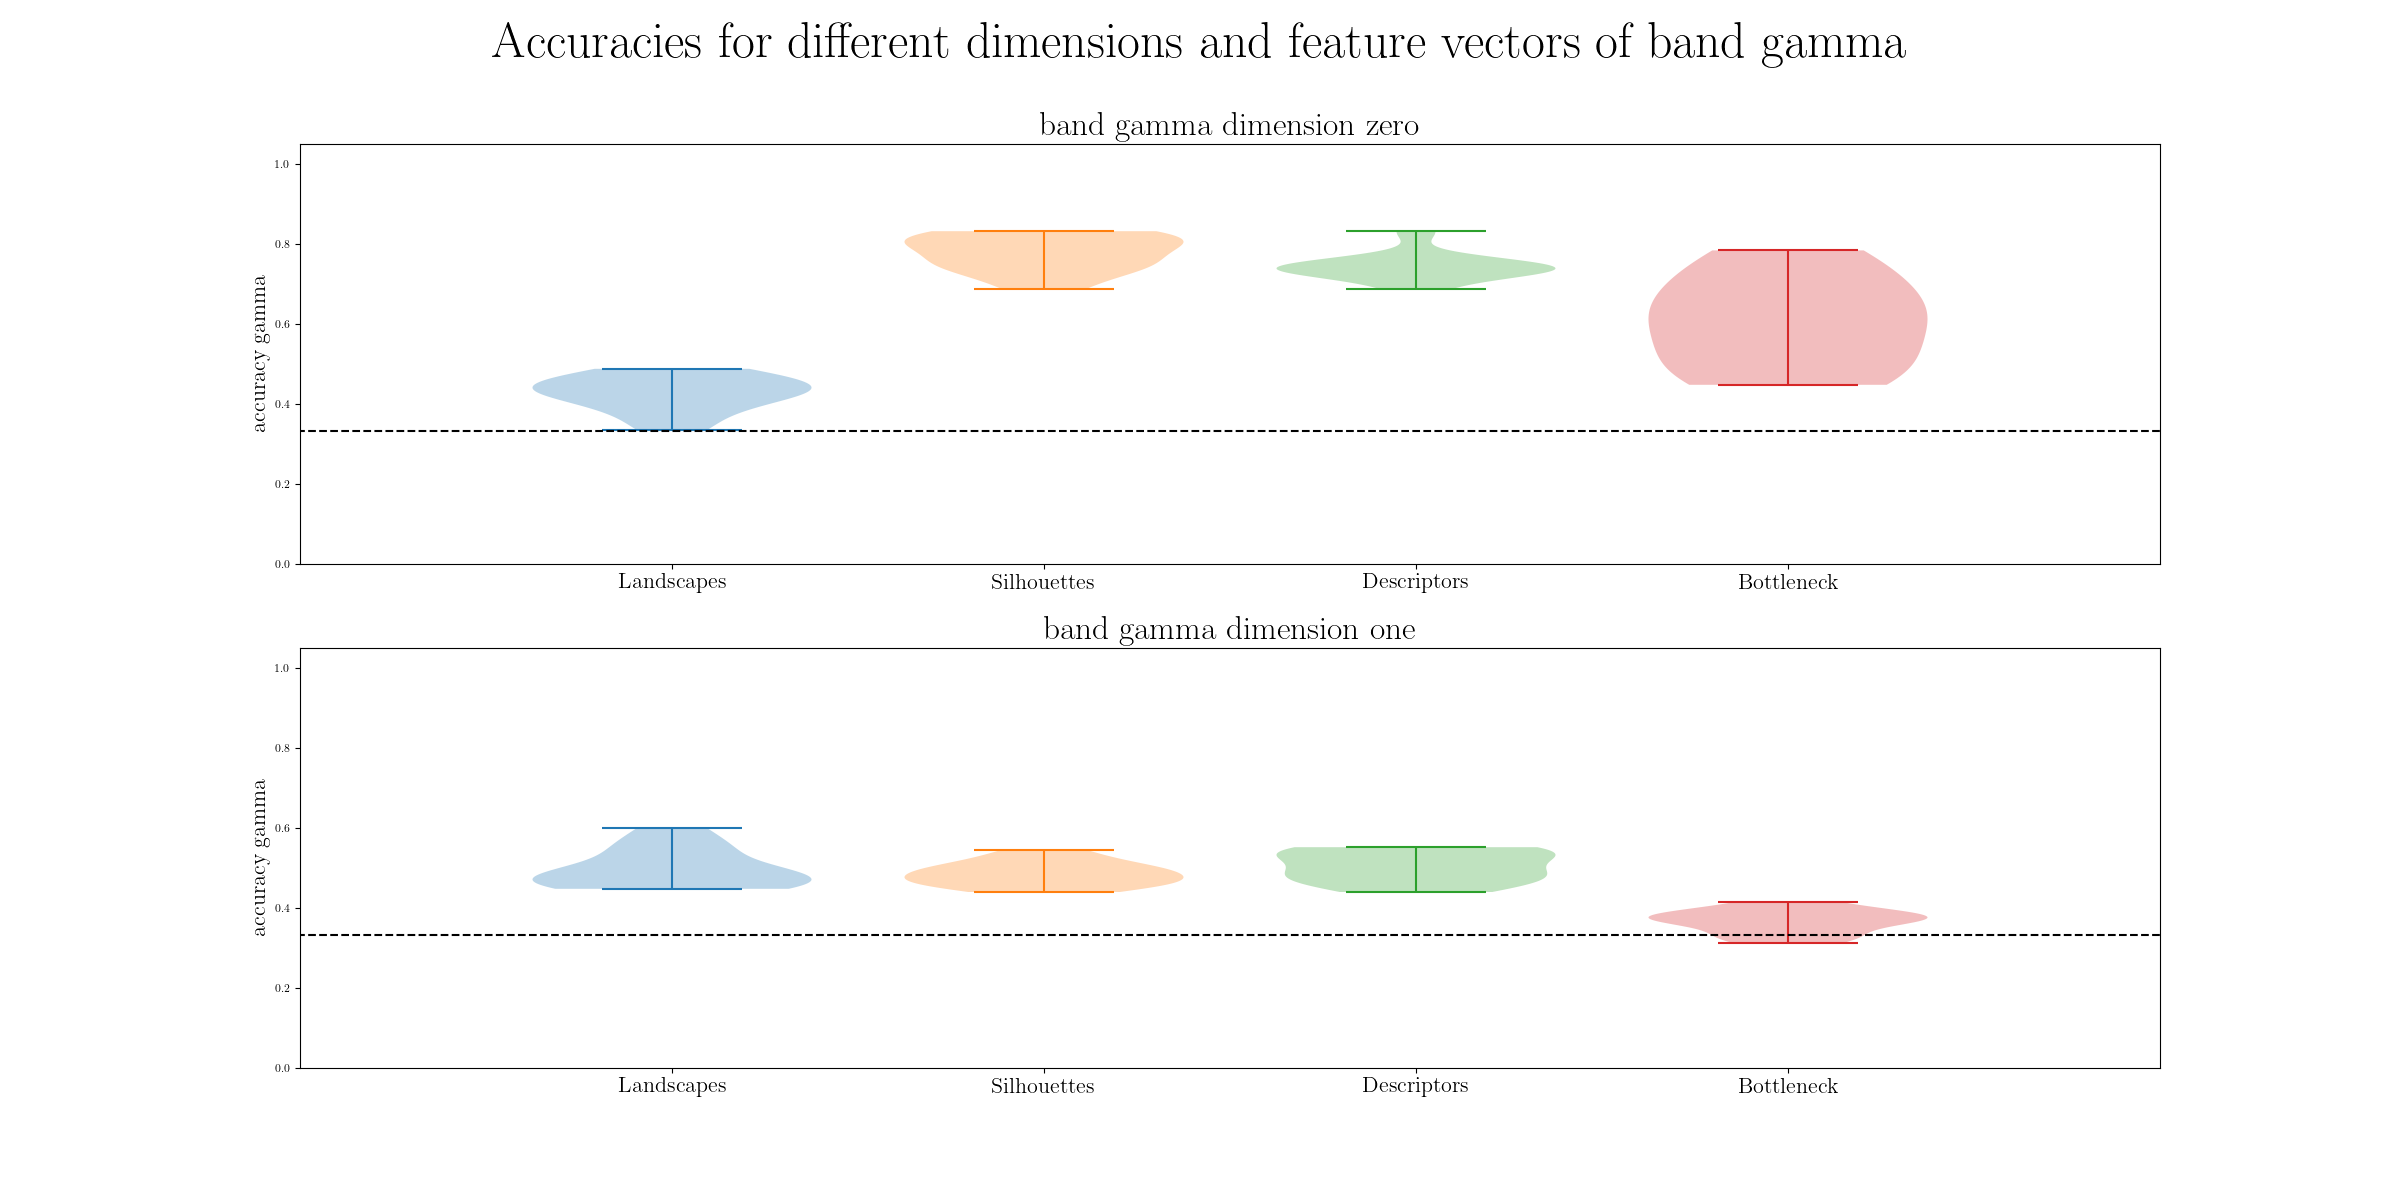 Accuracies for different dimensions and feature vectors of band gamma
band gamma dimension zero
1.0
0.8
0.6
0.4
0.2
0.0
accuracy gamma
Landscapes Silhouettes Descriptors Bottleneck
band gamma dimension one
1.0
0.8
0.6
0.4
0.2
0.0
accuracy gamma
Landscapes Silhouettes Descriptors Bottleneck